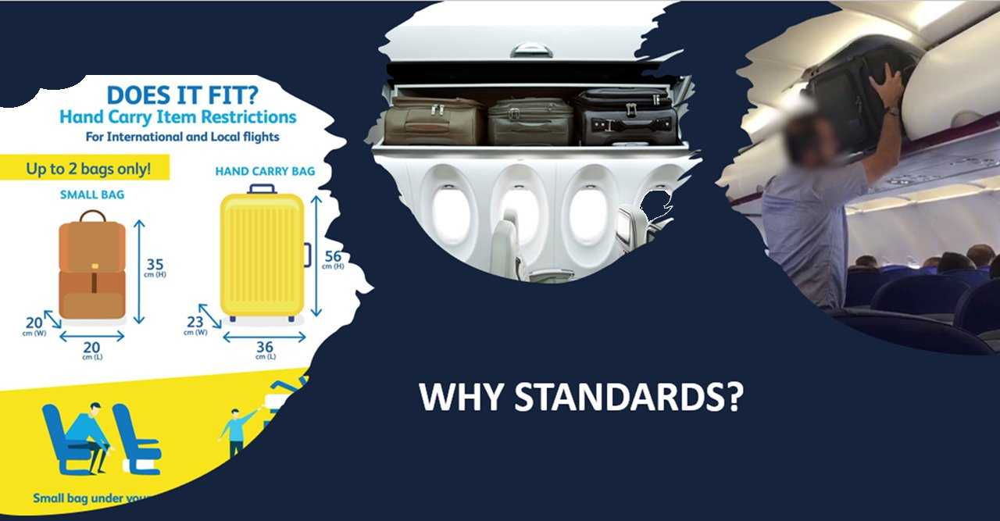 DOES IT FIT?
Hand Carry Item Restrictions
For International and Local flights
Up to 2 bags only!
HAND CARRY BAG
SMALL BAG
35
cm (H)
56
cm (H)
20
cm (W)
23
cm (W)
20
cm (L)
36
cm (L)
WHY STANDARDS?
Small bag under your